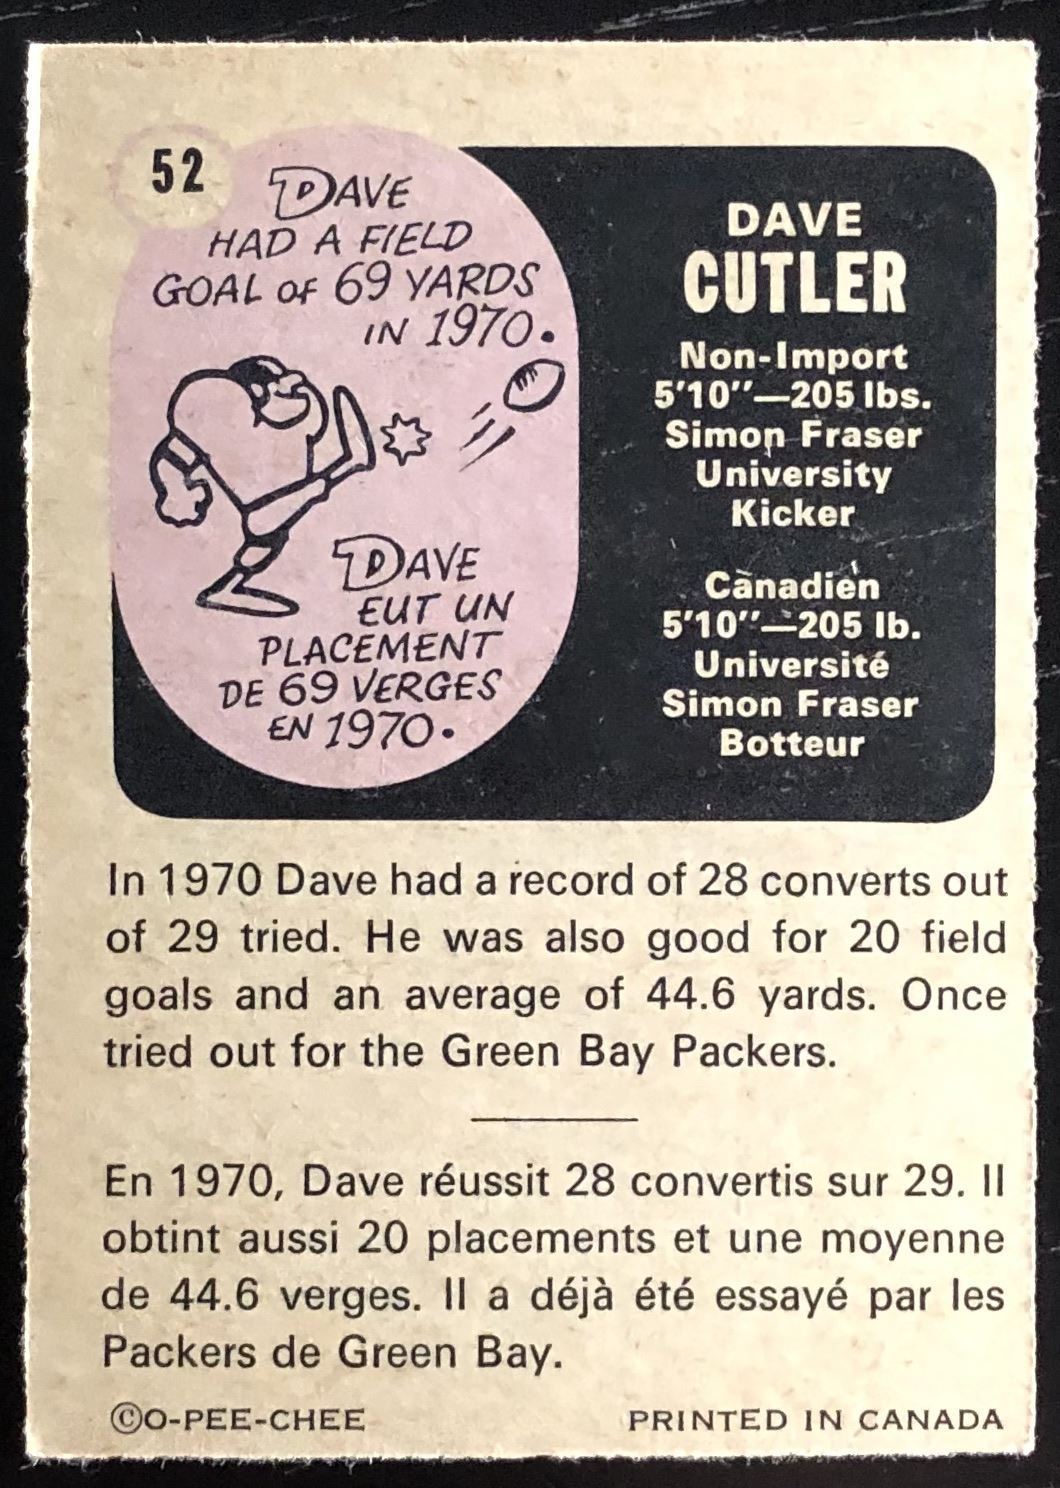 52
DAVE
HAD A FIELD
GOAL OF 69 YARDS
IN 1970.
DAVE
EUT UN
PLACEMENT
DE 69 VERGES
EN 1970.
DAVE
CUTLER
Non-Import
5'10"—205 lbs.
Simon Fraser
University
Kicker
Canadien
5'10"—205 lb.
Université
Simon Fraser
Botteur
In 1970 Dave had a record of 28 converts out
of 29 tried. He was also good for 20 field
goals and an average of 44.6 yards. Once
tried out for the Green Bay Packers.
En 1970, Dave réussit 28 convertis sur 29. Il
obtint aussi 20 placements et une moyenne
de 44.6 verges. Il a déjà été essayé par les
Packers de Green Bay.
©O-PEE-CHEE
PRINTED IN CANADA